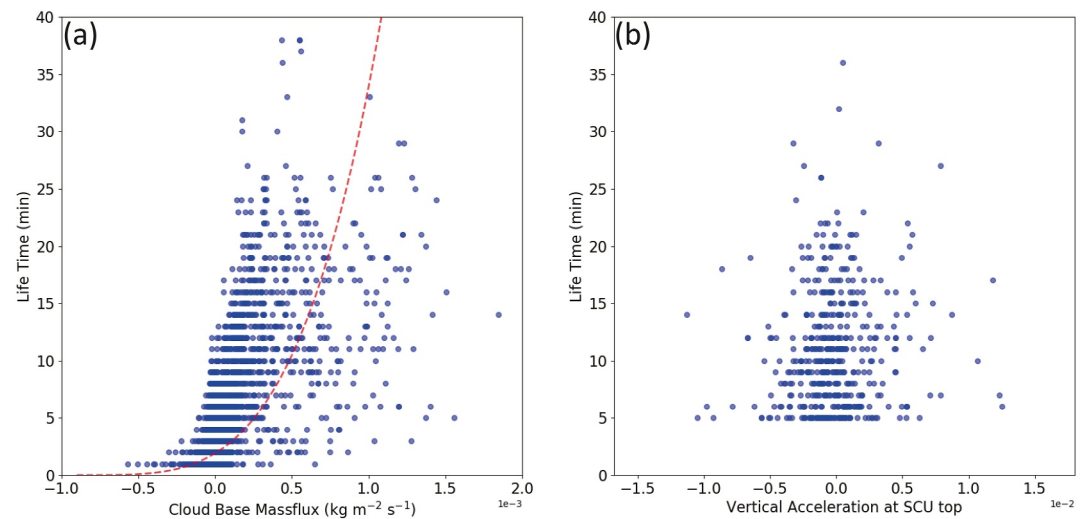 (a)
40
35
30
25
20
15
10
5
0
Life Time (min)
−1.0 −0.5 0.0 0.5 1.0 1.5 2.0
1e−3
Cloud Base Massflux (kg m⁻² s⁻¹)
(b)
40
35
30
25
20
15
10
5
0
Life Time (min)
−1.5 −1.0 −0.5 0.0 0.5 1.0 1.5
1e−2
Vertical Acceleration at SCU top